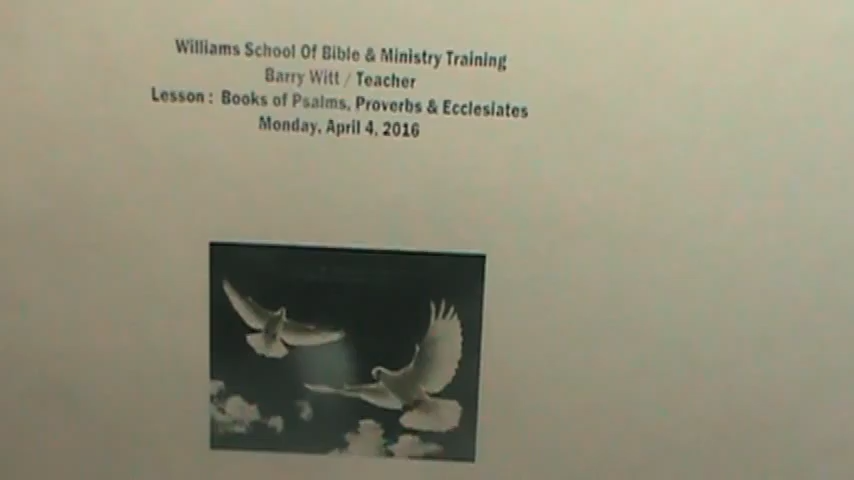 Williams School Of Bible & Ministry Training
Barry Witt / Teacher
Lesson : Books of Psalms, Proverbs & Ecclesiates
Monday, April 4, 2016